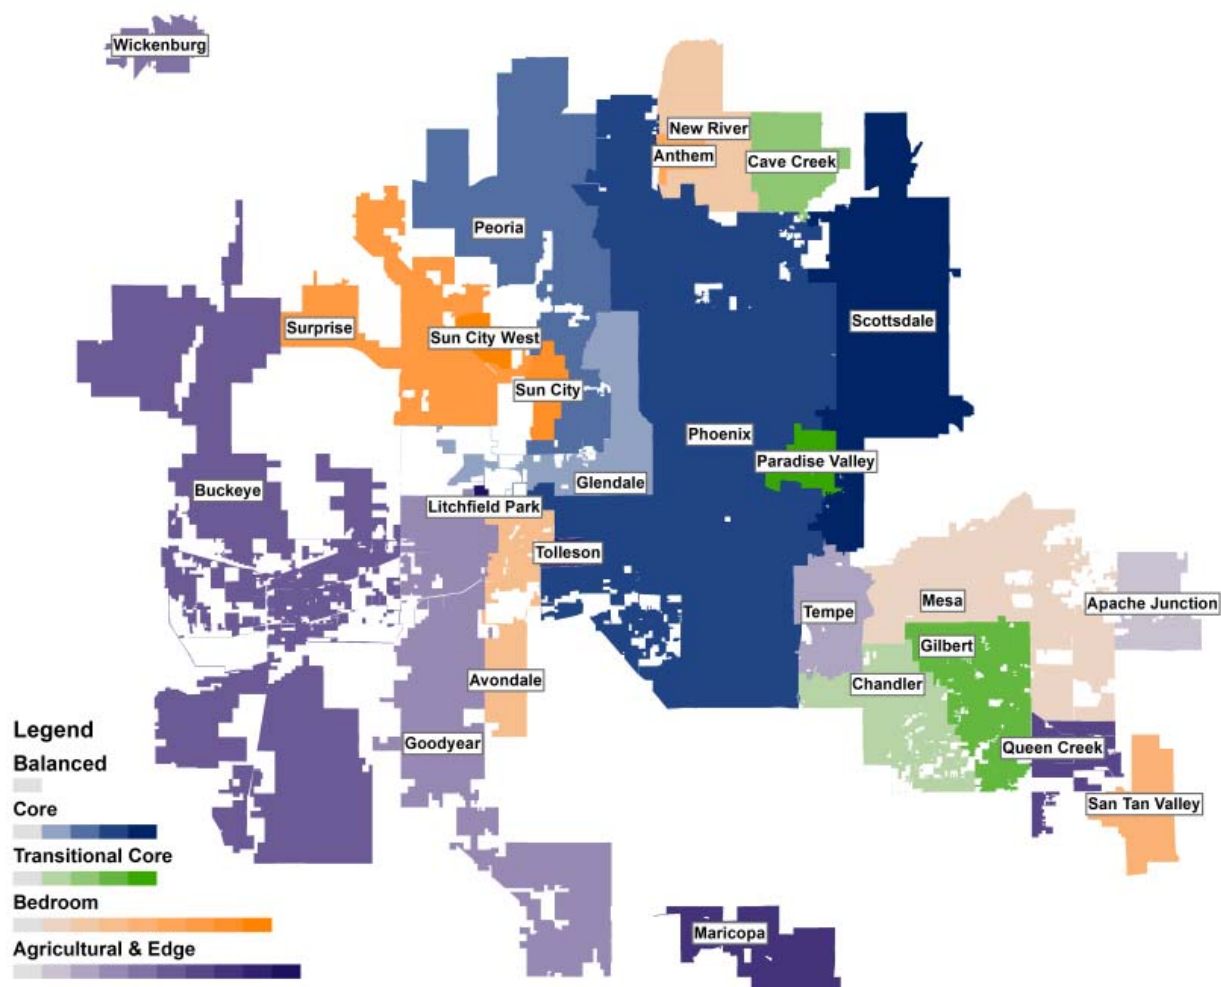 Wickenburg
New River
Anthem
Cave Creek
Peoria
Surprise
Sun City West
Scottsdale
Sun City
Phoenix
Paradise Valley
Glendale
Buckeye
Litchfield Park
Tolleson
Tempe
Mesa
Apache Junction
Gilbert
Avondale
Chandler
Goodyear
Queen Creek
San Tan Valley
Maricopa
Legend
Balanced
Core
Transitional Core
Bedroom
Agricultural & Edge